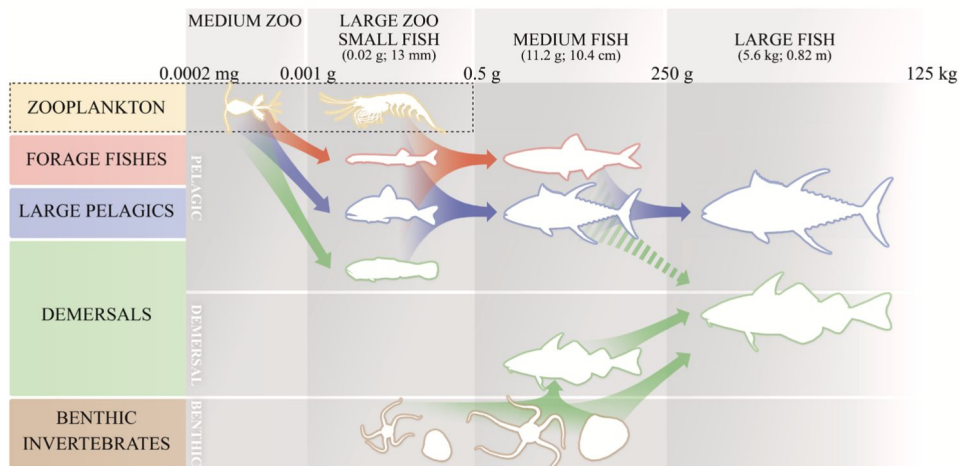 MEDIUM ZOO
LARGE ZOO
SMALL FISH
(0.02 g; 13 mm)
MEDIUM FISH
(11.2 g; 10.4 cm)
LARGE FISH
(5.6 kg; 0.82 m)
0.0002 mg
0.001 g
0.5 g
250 g
125 kg
ZOOPLANKTON
FORAGE FISHES
LARGE PELAGICS
DEMERSALS
BENTHIC
INVERTEBRATES
PELAGIC
DEMERSAL
BENTHIC